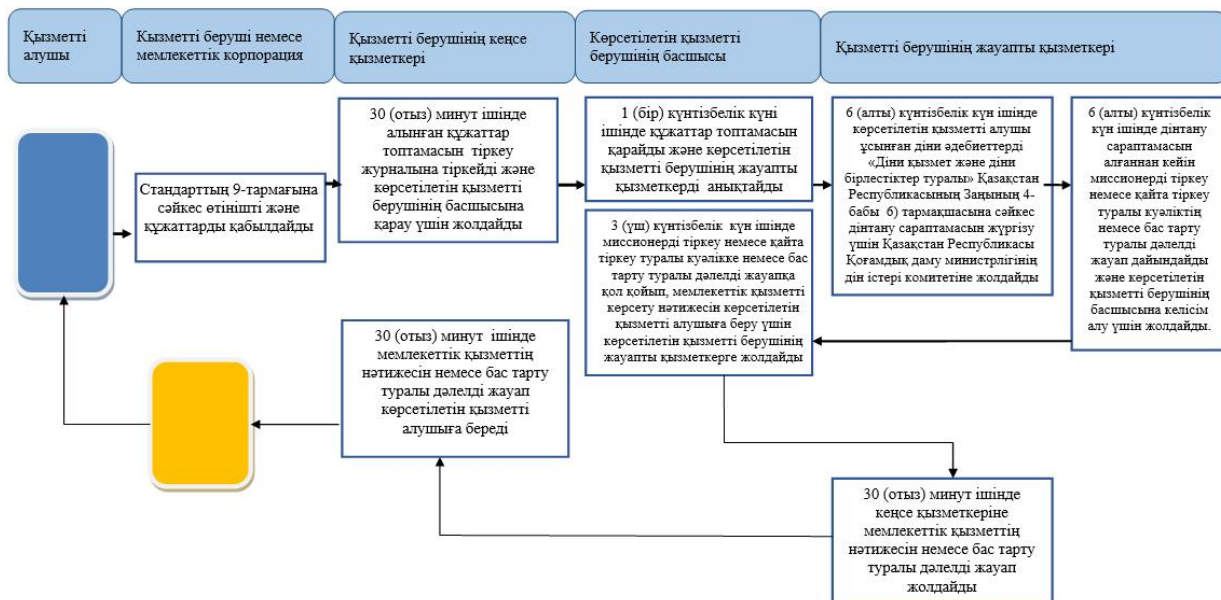 Қызметті
алушы
Кызметті беруші немесе
мемлекеттік корпорация
Қызметті берушінің кеңсе
қызметкері
Көрсетілетін қызметті
берушінің басшысы
Қызметті берушінің жауапты қызметкері
Стандарттың 9-тармағына
сәйкес өтінішті және
құжаттарды қабылдайды
30 (отыз) минут ішінде
алынған құжаттар
топтамасын тіркеу
журналына тіркейді және
көрсетілетін қызметті
берушінің басшысына
қарау үшін жолдайды
1 (бір) күнтізбелік күні
ішінде құжаттар топтамасын
қарайды және көрсетілетін
қызметті берушінің жауапты
қызметкерді анықтайды
6 (алты) күнтізбелік күн ішінде
көрсетілетін қызметті алушы
ұсынған діни әдебиеттерді
«Діни қызмет және діни
бірлестіктер туралы» Қазақстан
Республикасының Заңының 4-
бабы 6) тармақшасына сәйкес
дінтану сараптамасын жүргізу
үшін Қазақстан Республикасы
Қоғамдық даму министрлігінің
дін істері комитетіне жолдайды
6 (алты) күнтізбелік
күн ішінде дінтану
сараптамасын
алғаннан кейін
миссионерді тіркеу
немесе қайта тіркеу
туралы куәліктің
немесе бас тарту
туралы дәлелді
жауап дайындайды
және көрсетілетін
қызметті берушінің
басшысына келісім
алу үшін жолдайды.
3 (үш) күнтізбелік күн ішінде
миссионерді тіркеу немесе қайта
тіркеу туралы куәлікке немесе бас
тарту туралы дәлелді жауапқа
қол қойып, мемлекеттік қызметті
көрсету нәтижесін көрсетілетін
қызметті алушыға беру үшін
көрсетілетін қызметті берушінің
жауапты қызметкерге жолдайды
30 (отыз) минут ішінде
мемлекеттік қызметтің
нәтижесін немесе бас тарту
туралы дәлелді жауап
көрсетілетін қызметті
алушыға береді
30 (отыз) минут ішінде
кеңсе қызметкеріне
мемлекеттік қызметтің
нәтижесін немесе бас тарту
туралы дәлелді жауап
жолдайды